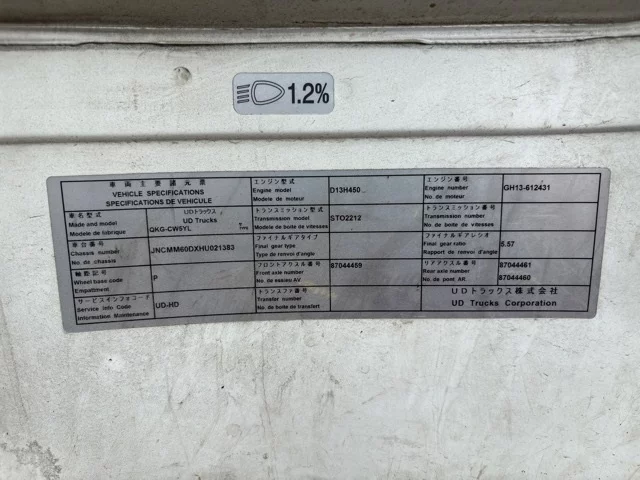 1.2%
車両主要諸元表
VEHICLE SPECIFICATIONS
SPECIFICATIONS DE VEHICULE
車名型式
Made and model
Modele de fabrique
UDトラックス
UD Trucks
QKG-CW5YL
TYPE
車台番号
Chassis number
No. de chassis
JNCMM60DXHU021383
軸距記号
Wheel base code
Empattement
P
サービスインフォコード
Service Info Code
Information Maintenance
UD-HD
エンジン型式
Engine model
Modele de moteur
D13H450
トランスミッション型式
Transmission model
Modele de boite de vitesses
STO2212
ファイナルギアタイプ
Final gear type
Type de renvoi d'angle
フロントアクスル番号
Front axle number
No. de essieu AV
87044459
トランスファ番号
Transfer number
No. de boite de transfert
エンジン番号
Engine number
No. de moteur
GH13-612431
トランスミッション番号
Transmission number
No. de boite de vitesses
ファイナルギアレシオ
Final gear ratio
Rapport de renvoi d'angle
5.57
リアアクスル番号
Rear axle number
No. de pont AR.
87044461
87044460
UDトラックス株式会社
UD Trucks Corporation